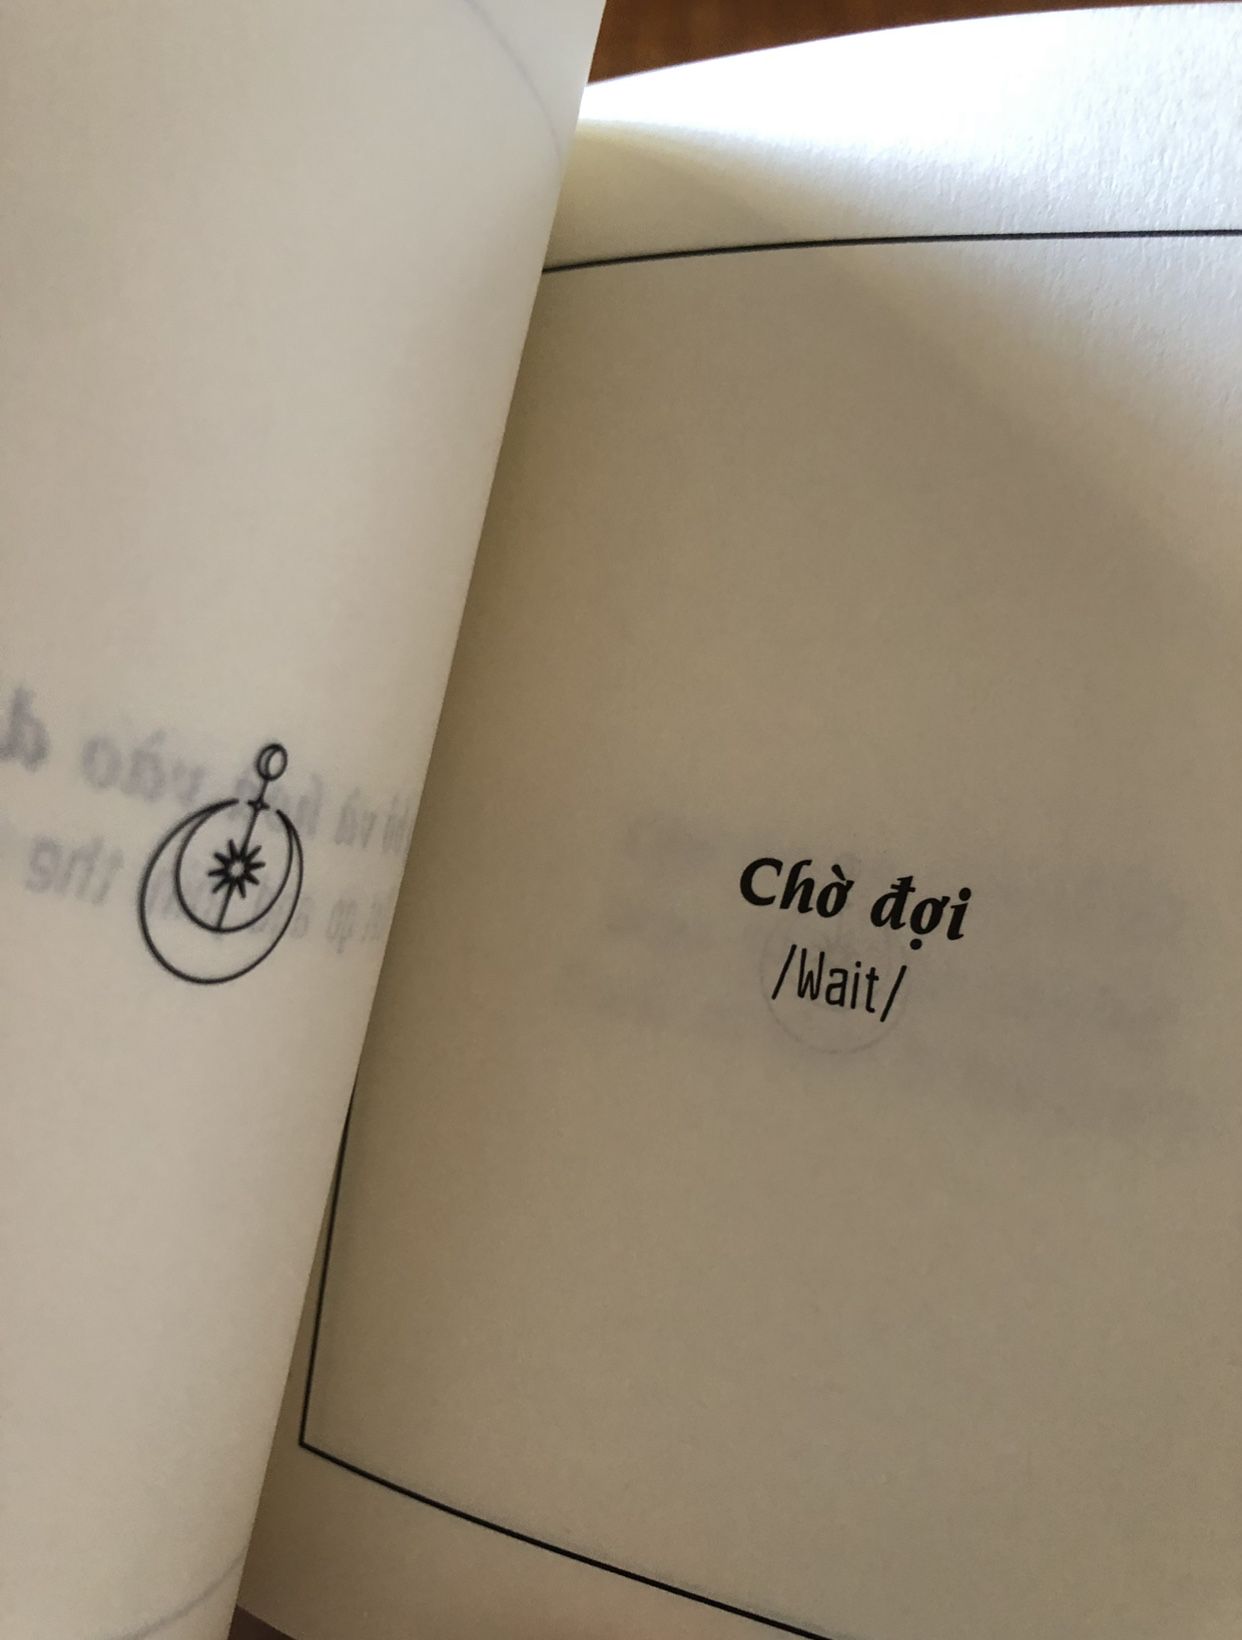 Chờ đợi
/Wait/